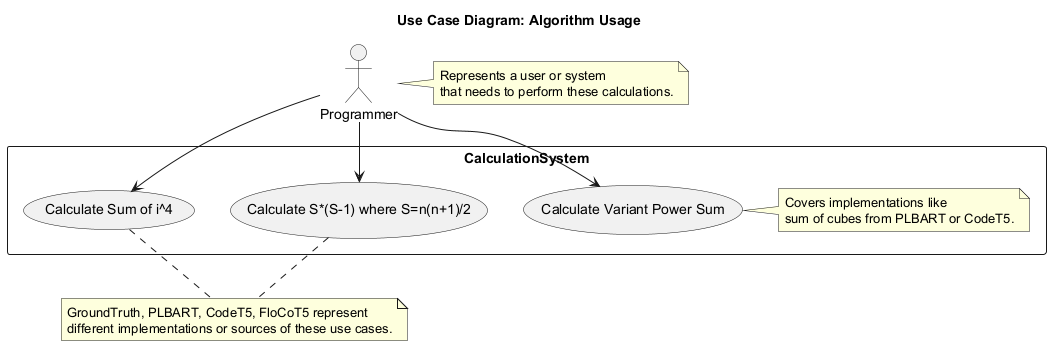 Use Case Diagram: Algorithm Usage
Represents a user or system
that needs to perform these calculations.
Programmer
CalculationSystem
Calculate Sum of i^4
Calculate S*(S-1) where S=n(n+1)/2
Calculate Variant Power Sum
Covers implementations like
sum of cubes from PLBART or CodeT5.
GroundTruth, PLBART, CodeT5, FloCoT5 represent
different implementations or sources of these use cases.